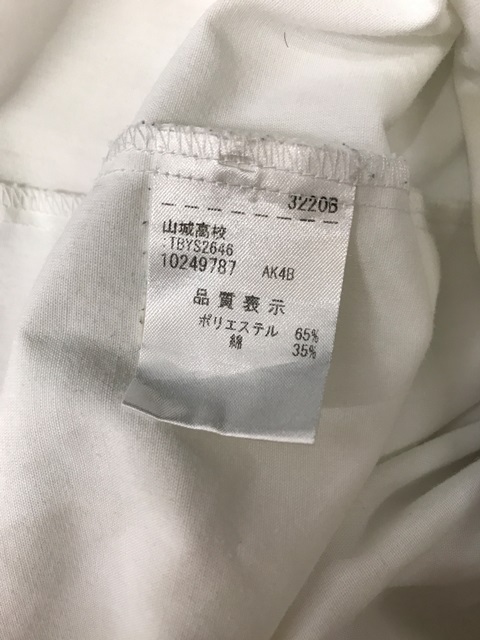 3220B
山城高校
:TBYS2646
10249787 AK4B
品質表示
ポリエステル 65%
綿 35%